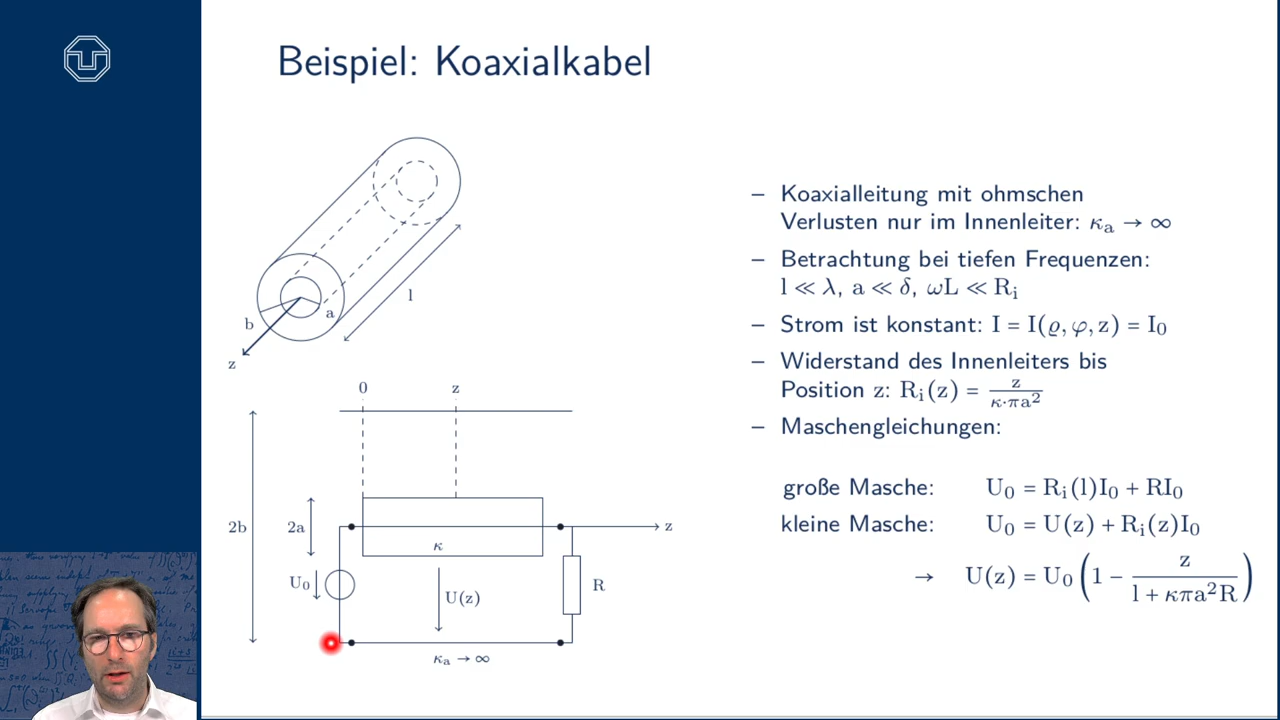 Beispiel: Koaxialkabel
b
a
l
z
0
z
2b
2a
z
κ
U₀
R
U(z)
κₐ → ∞
– Koaxialleitung mit ohmschen
Verlusten nur im Innenleiter: κₐ → ∞
– Betrachtung bei tiefen Frequenzen:
l ≪ λ, a ≪ δ, ωL ≪ Rᵢ
– Strom ist konstant: I = I(ϱ, φ, z) = I₀
– Widerstand des Innenleiters bis
Position z: Rᵢ(z) = z/(κ·πa²)
– Maschengleichungen:
große Masche: U₀ = Rᵢ(l)I₀ + RI₀
kleine Masche: U₀ = U(z) + Rᵢ(z)I₀
→ U(z) = U₀(1 − z/(l + κπa²R))